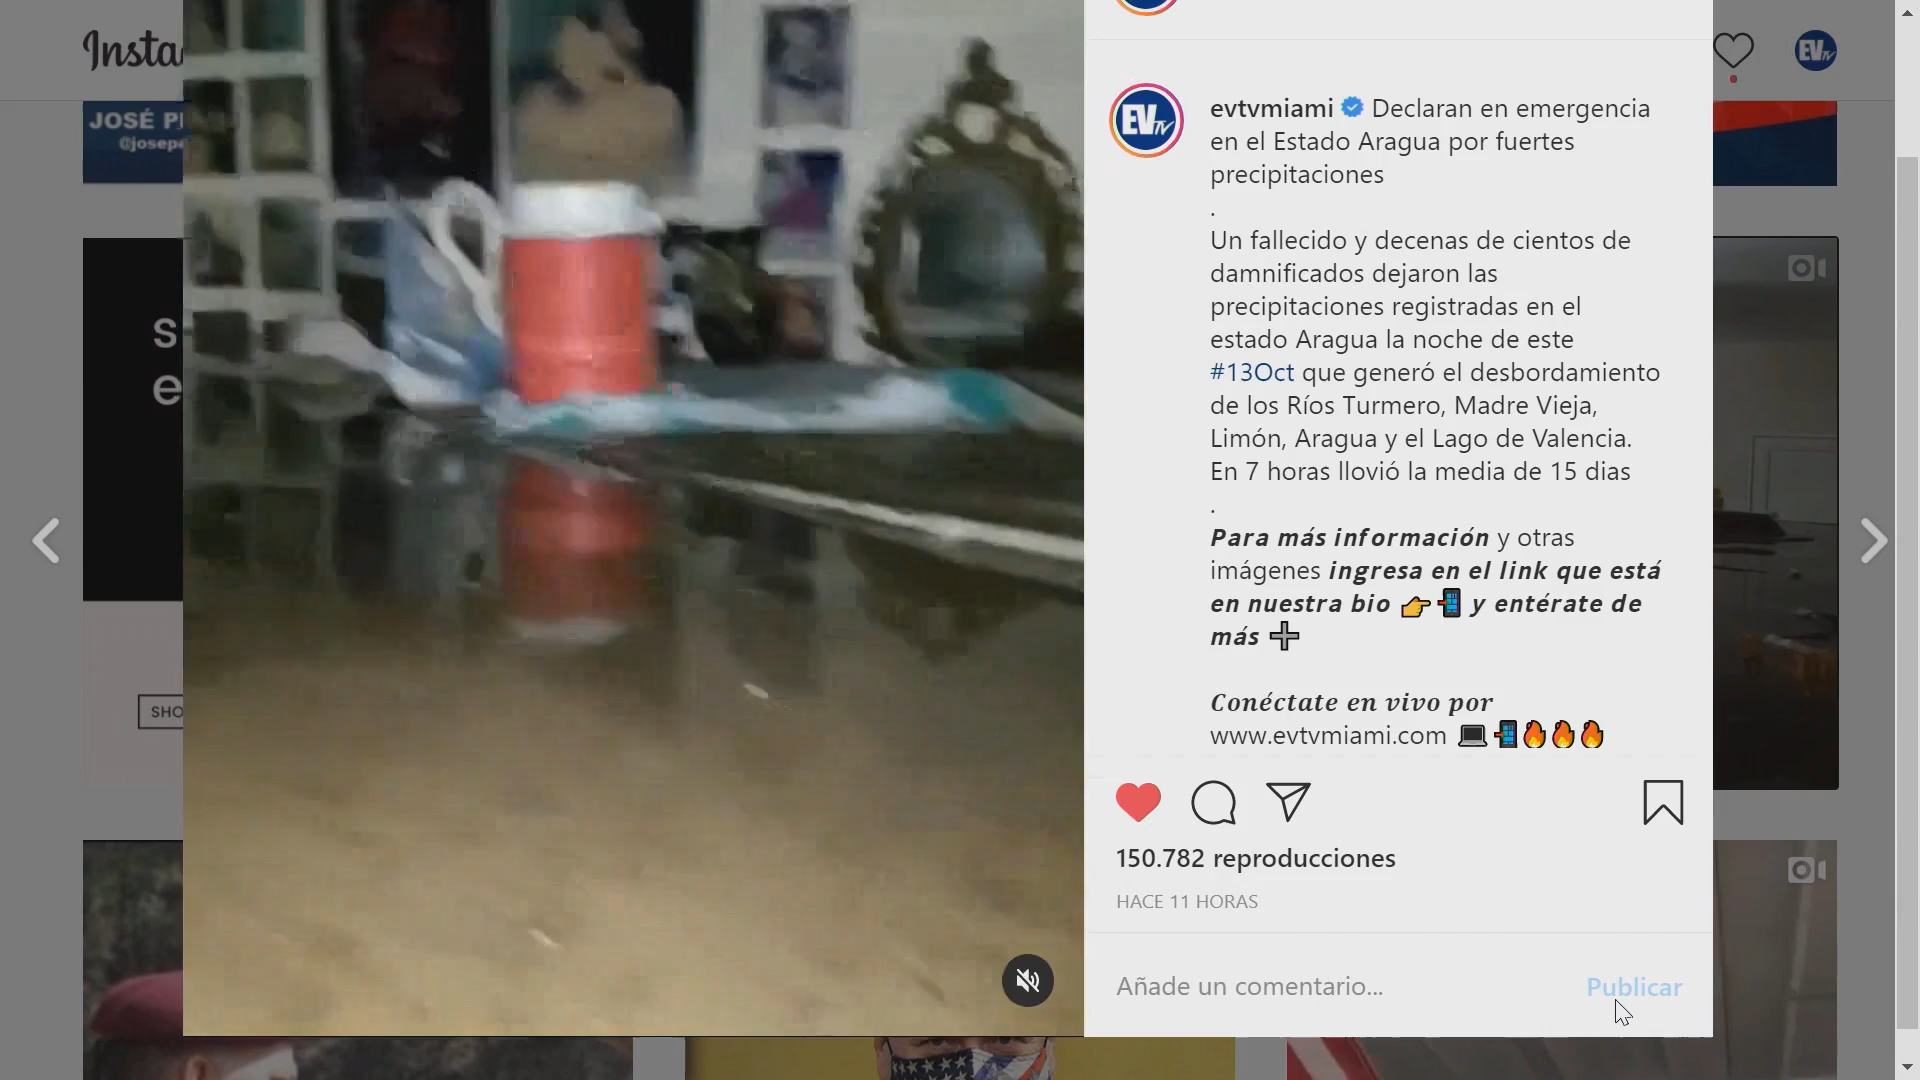 Insta
JOSÉ P
@josep
S
e
SHO
EVtv
EVtv
evtvmiami Declaran en emergencia
en el Estado Aragua por fuertes
precipitaciones
.
Un fallecido y decenas de cientos de
damnificados dejaron las
precipitaciones registradas en el
estado Aragua la noche de este
#13Oct que generó el desbordamiento
de los Ríos Turmero, Madre Vieja,
Limón, Aragua y el Lago de Valencia.
En 7 horas llovió la media de 15 dias
.
Para más información y otras
imágenes ingresa en el link que está
en nuestra bio 👉📲 y entérate de
más ➕
Conéctate en vivo por
www.evtvmiami.com 💻📲🔥🔥🔥
150.782 reproducciones
HACE 11 HORAS
Añade un comentario...
Publicar